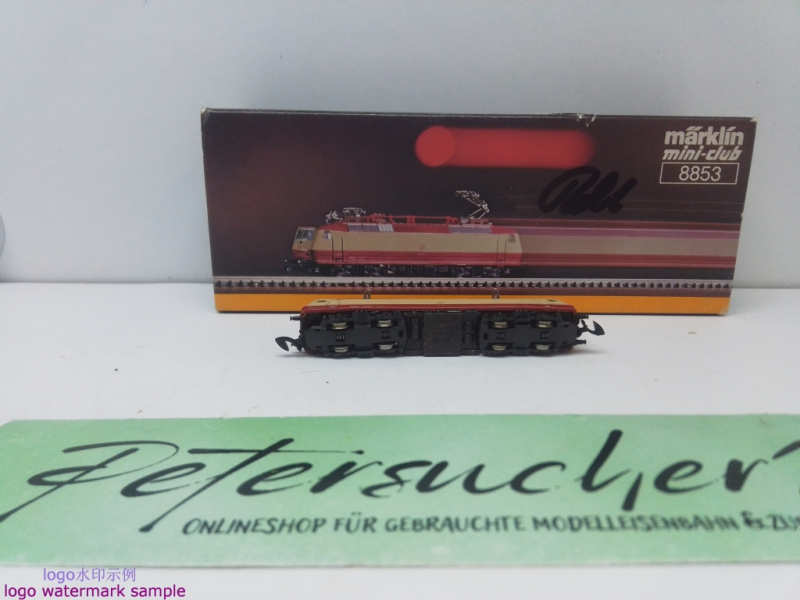 märklin
mini-club
8853
Petersucher
ONLINESHOP FÜR GEBRAUCHTE MODELLEISENBAHN &
logo水印示例
logo watermark sample